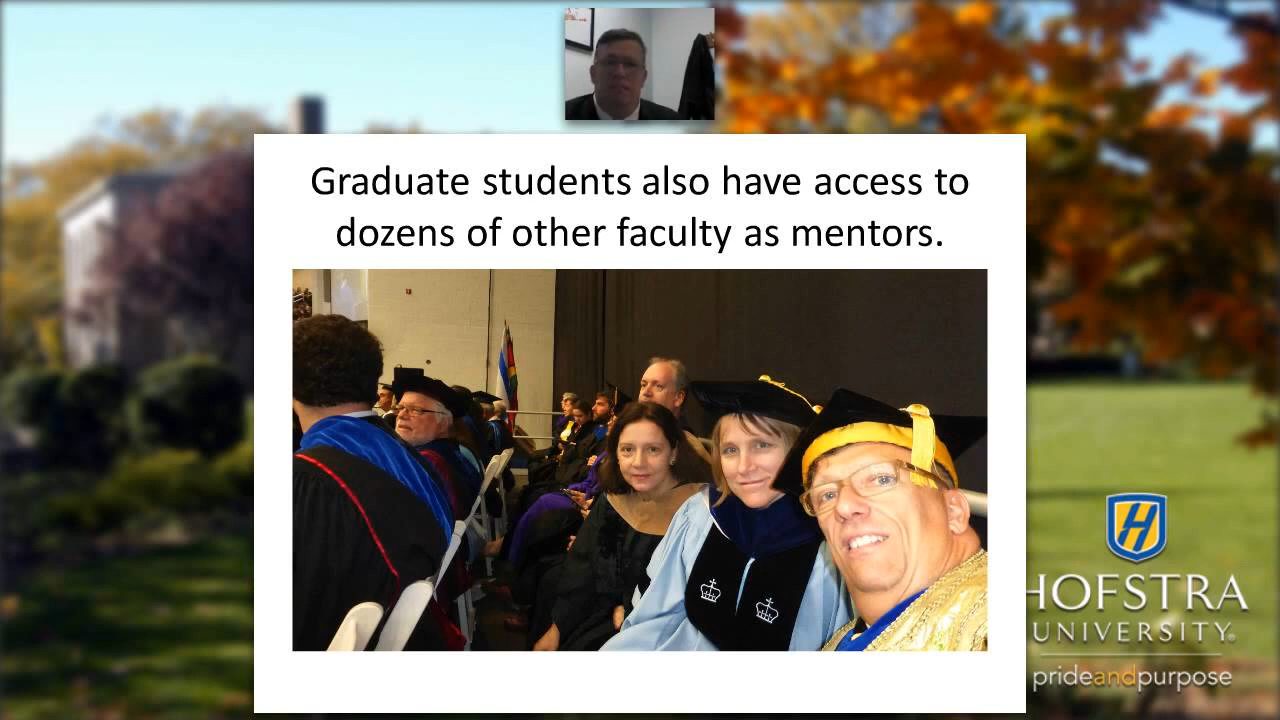 Graduate students also have access to
dozens of other faculty as mentors.
H
HOFSTRA
UNIVERSITY®
prideandpurpose